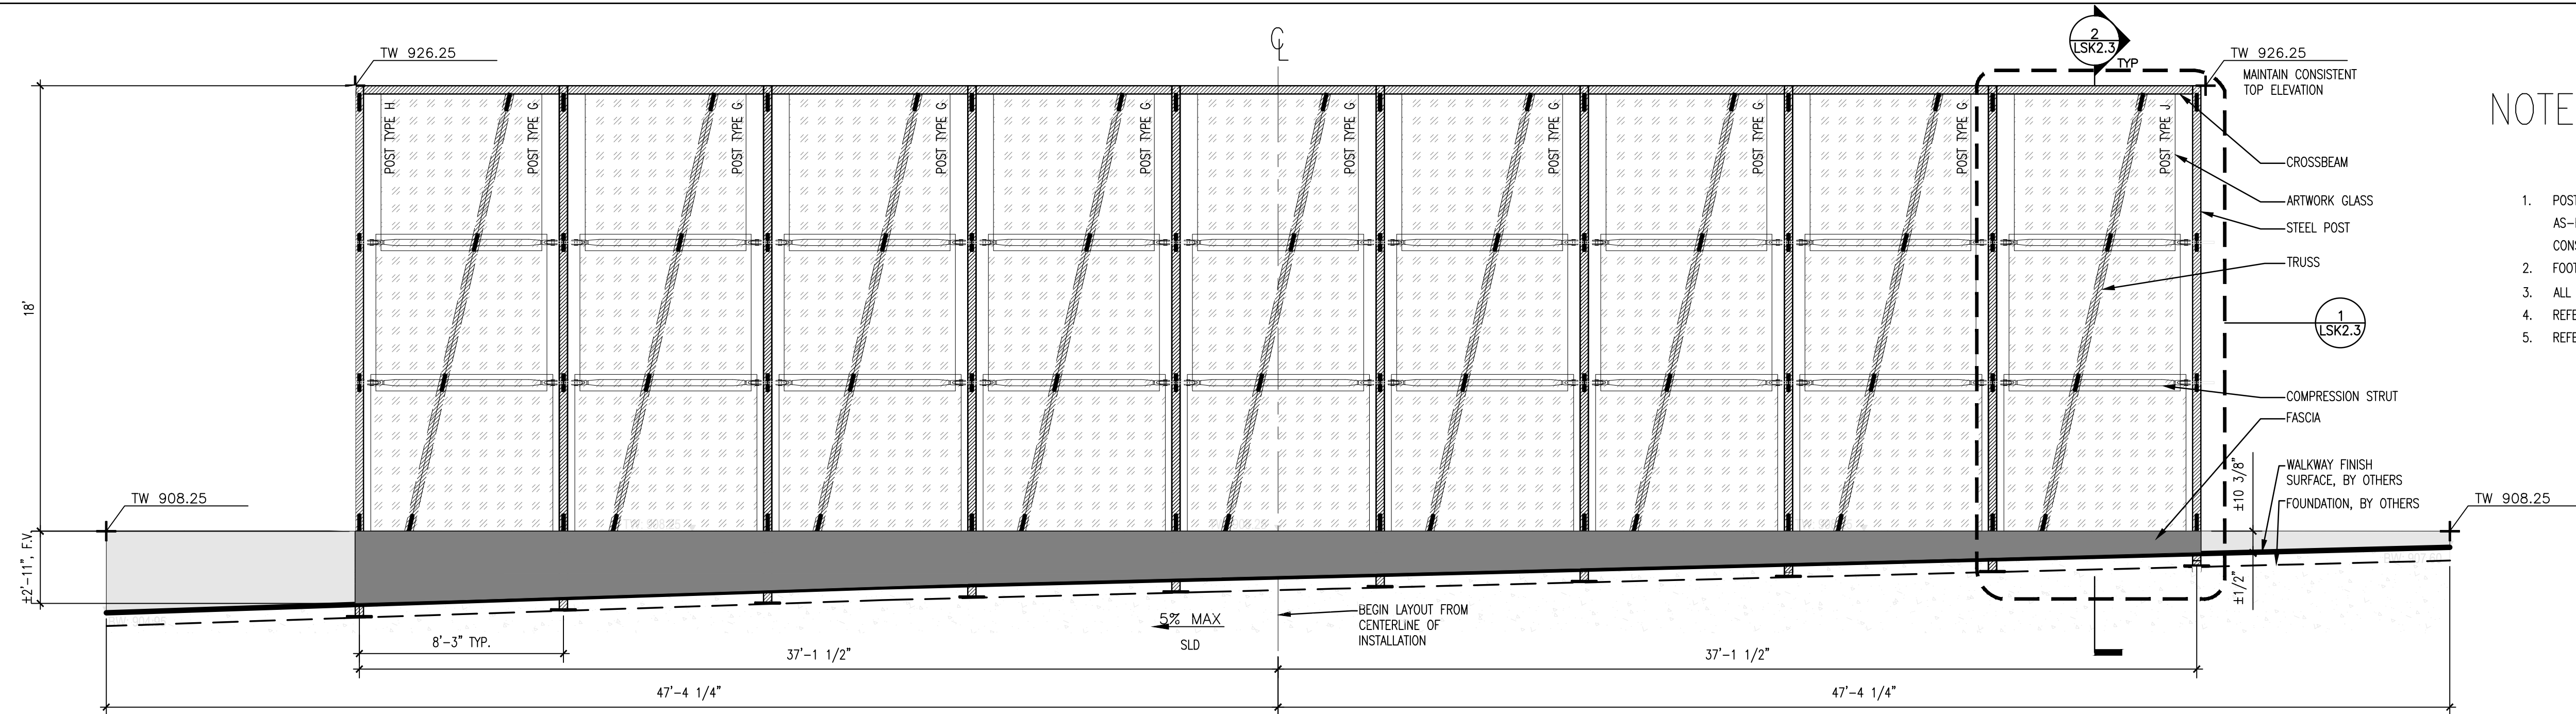 TW 926.25
CL
2
LSK2.3
TYP
TW 926.25
MAINTAIN CONSISTENT
TOP ELEVATION
NOTE
POST TYPE H
POST TYPE G
POST TYPE G
POST TYPE G
POST TYPE G
POST TYPE G
POST TYPE G
POST TYPE G
POST TYPE G
POST TYPE J
CROSSBEAM
ARTWORK GLASS
STEEL POST
TRUSS
1. POST
AS-
CONS
2. FOOT
3. ALL
4. REFE
5. REFE
18'
1
LSK2.3
COMPRESSION STRUT
FASCIA
WALKWAY FINISH
SURFACE, BY OTHERS
FOUNDATION, BY OTHERS
±10 3/8"
±1/2"
TW 908.25
TW 908.25
±2'-11", F.V.
BEGIN LAYOUT FROM
CENTERLINE OF
INSTALLATION
5% MAX
SLD
8'-3" TYP.
37'-1 1/2"
37'-1 1/2"
47'-4 1/4"
47'-4 1/4"